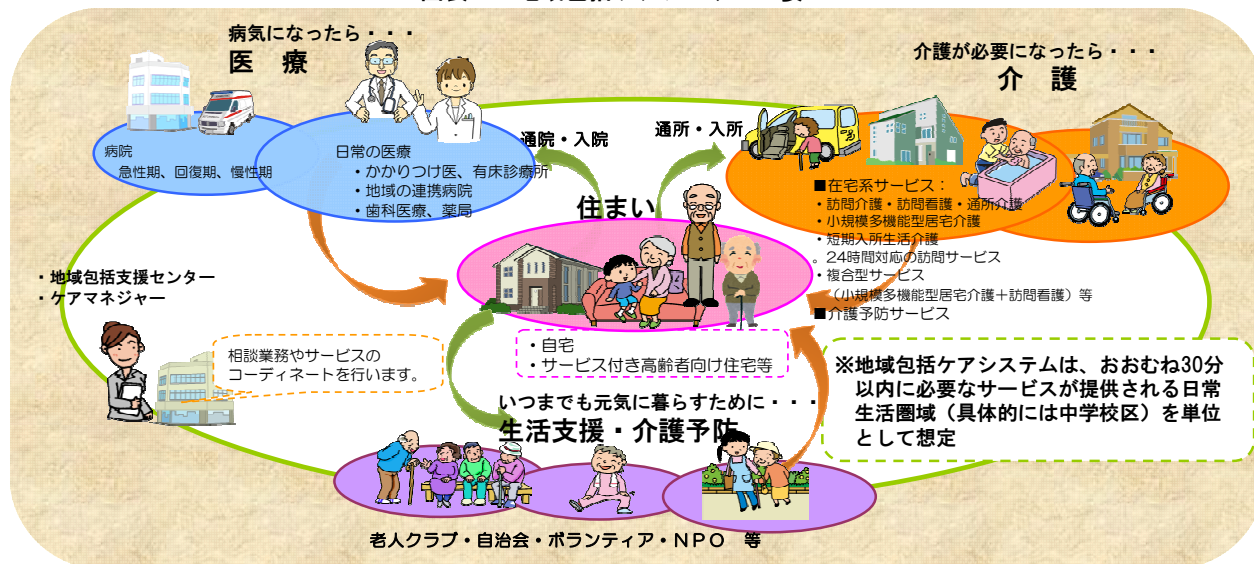 病気になったら・・・
医 療
病院
急性期、回復期、慢性期
日常の医療
・かかりつけ医、有床診療所
・地域の連携病院
・歯科医療、薬局
通院・入院
通所・入所
介護が必要になったら・・・
介 護
■在宅系サービス:
・訪問介護・訪問看護・通所介護
・小規模多機能型居宅介護
・短期入所生活介護
。24時間対応の訪問サービス
・複合型サービス
（小規模多機能型居宅介護＋訪問看護）等
■介護予防サービス
住まい
・自宅
・サービス付き高齢者向け住宅等
・地域包括支援センター
・ケアマネジャー
相談業務やサービスの
コーディネートを行います。
※地域包括ケアシステムは、おおむね30分
以内に必要なサービスが提供される日常
生活圏域（具体的には中学校区）を単位
として想定
いつまでも元気に暮らすために・・・
生活支援・介護予防
老人クラブ・自治会・ボランティア・ＮＰＯ 等